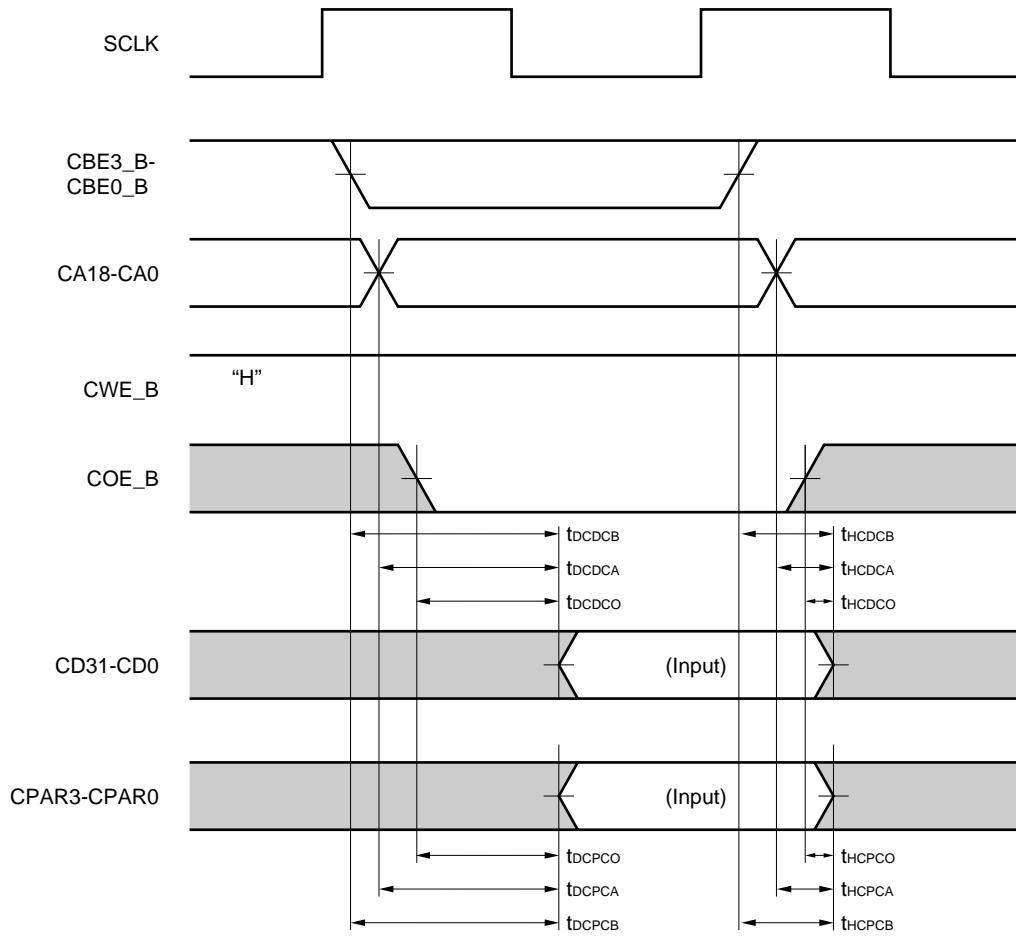 SCLK
CBE3_B-
CBE0_B
CA18-CA0
CWE_B
“H”
COE_B
tDCDCB
tHCDCB
tDCDCA
tHCDCA
tDCDCO
tHCDCO
CD31-CD0
(Input)
CPAR3-CPAR0
(Input)
tDCPCO
tHCPCO
tDCPCA
tHCPCA
tDCPCB
tHCPCB